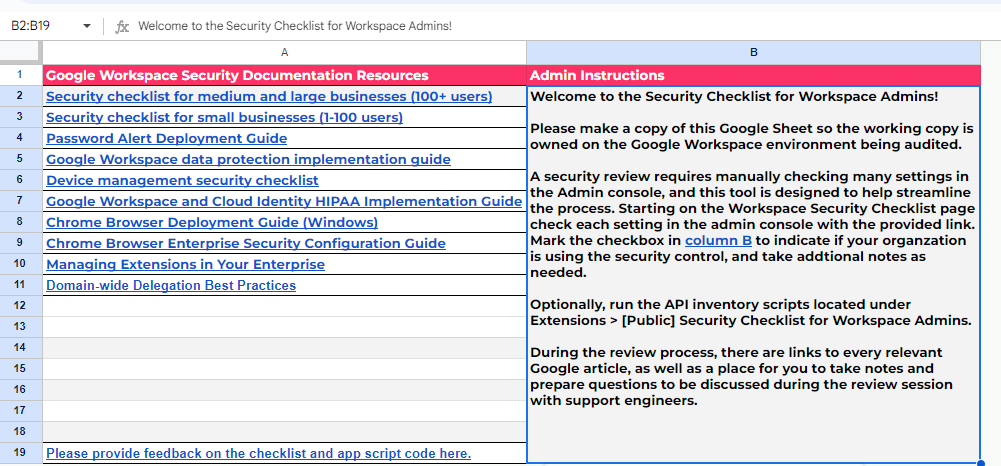 B2:B19 fx Welcome to the Security Checklist for Workspace Admins!
A B
1 Google Workspace Security Documentation Resources Admin Instructions
2 Security checklist for medium and large businesses (100+ users)
3 Security checklist for small businesses (1-100 users)
4 Password Alert Deployment Guide
5 Google Workspace data protection implementation guide
6 Device management security checklist
7 Google Workspace and Cloud Identity HIPAA Implementation Guide
8 Chrome Browser Deployment Guide (Windows)
9 Chrome Browser Enterprise Security Configuration Guide
10 Managing Extensions in Your Enterprise
11 Domain-wide Delegation Best Practices
12
13
14
15
16
17
18
19 Please provide feedback on the checklist and app script code here.
Welcome to the Security Checklist for Workspace Admins!
Please make a copy of this Google Sheet so the working copy is
owned on the Google Workspace environment being audited.
A security review requires manually checking many settings in
the Admin console, and this tool is designed to help streamline
the process. Starting on the Workspace Security Checklist page
check each setting in the admin console with the provided link.
Mark the checkbox in column B to indicate if your organzation
is using the security control, and take addtional notes as
needed.
Optionally, run the API inventory scripts located under
Extensions > [Public] Security Checklist for Workspace Admins.
During the review process, there are links to every relevant
Google article, as well as a place for you to take notes and
prepare questions to be discussed during the review session
with support engineers.